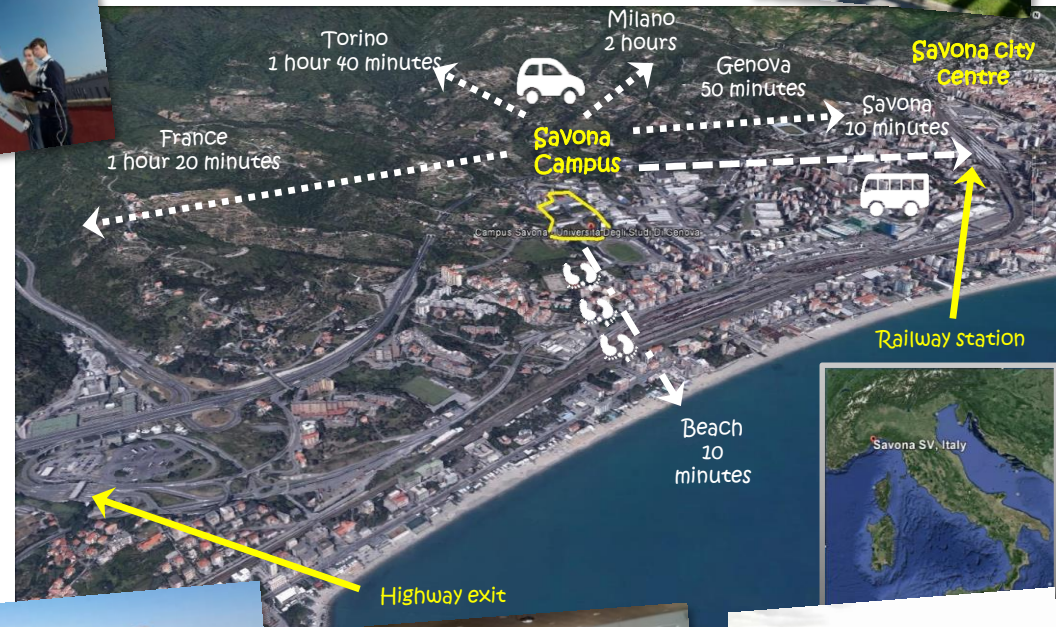 Milano
2 hours
Torino
1 hour 40 minutes
Savona city
centre
Genova
50 minutes
Savona
10 minutes
France
1 hour 20 minutes
Savona
Campus
Campus Savona - Università Degli Studi Di Genova
Railway station
Beach
10
minutes
Savona SV, Italy
Highway exit